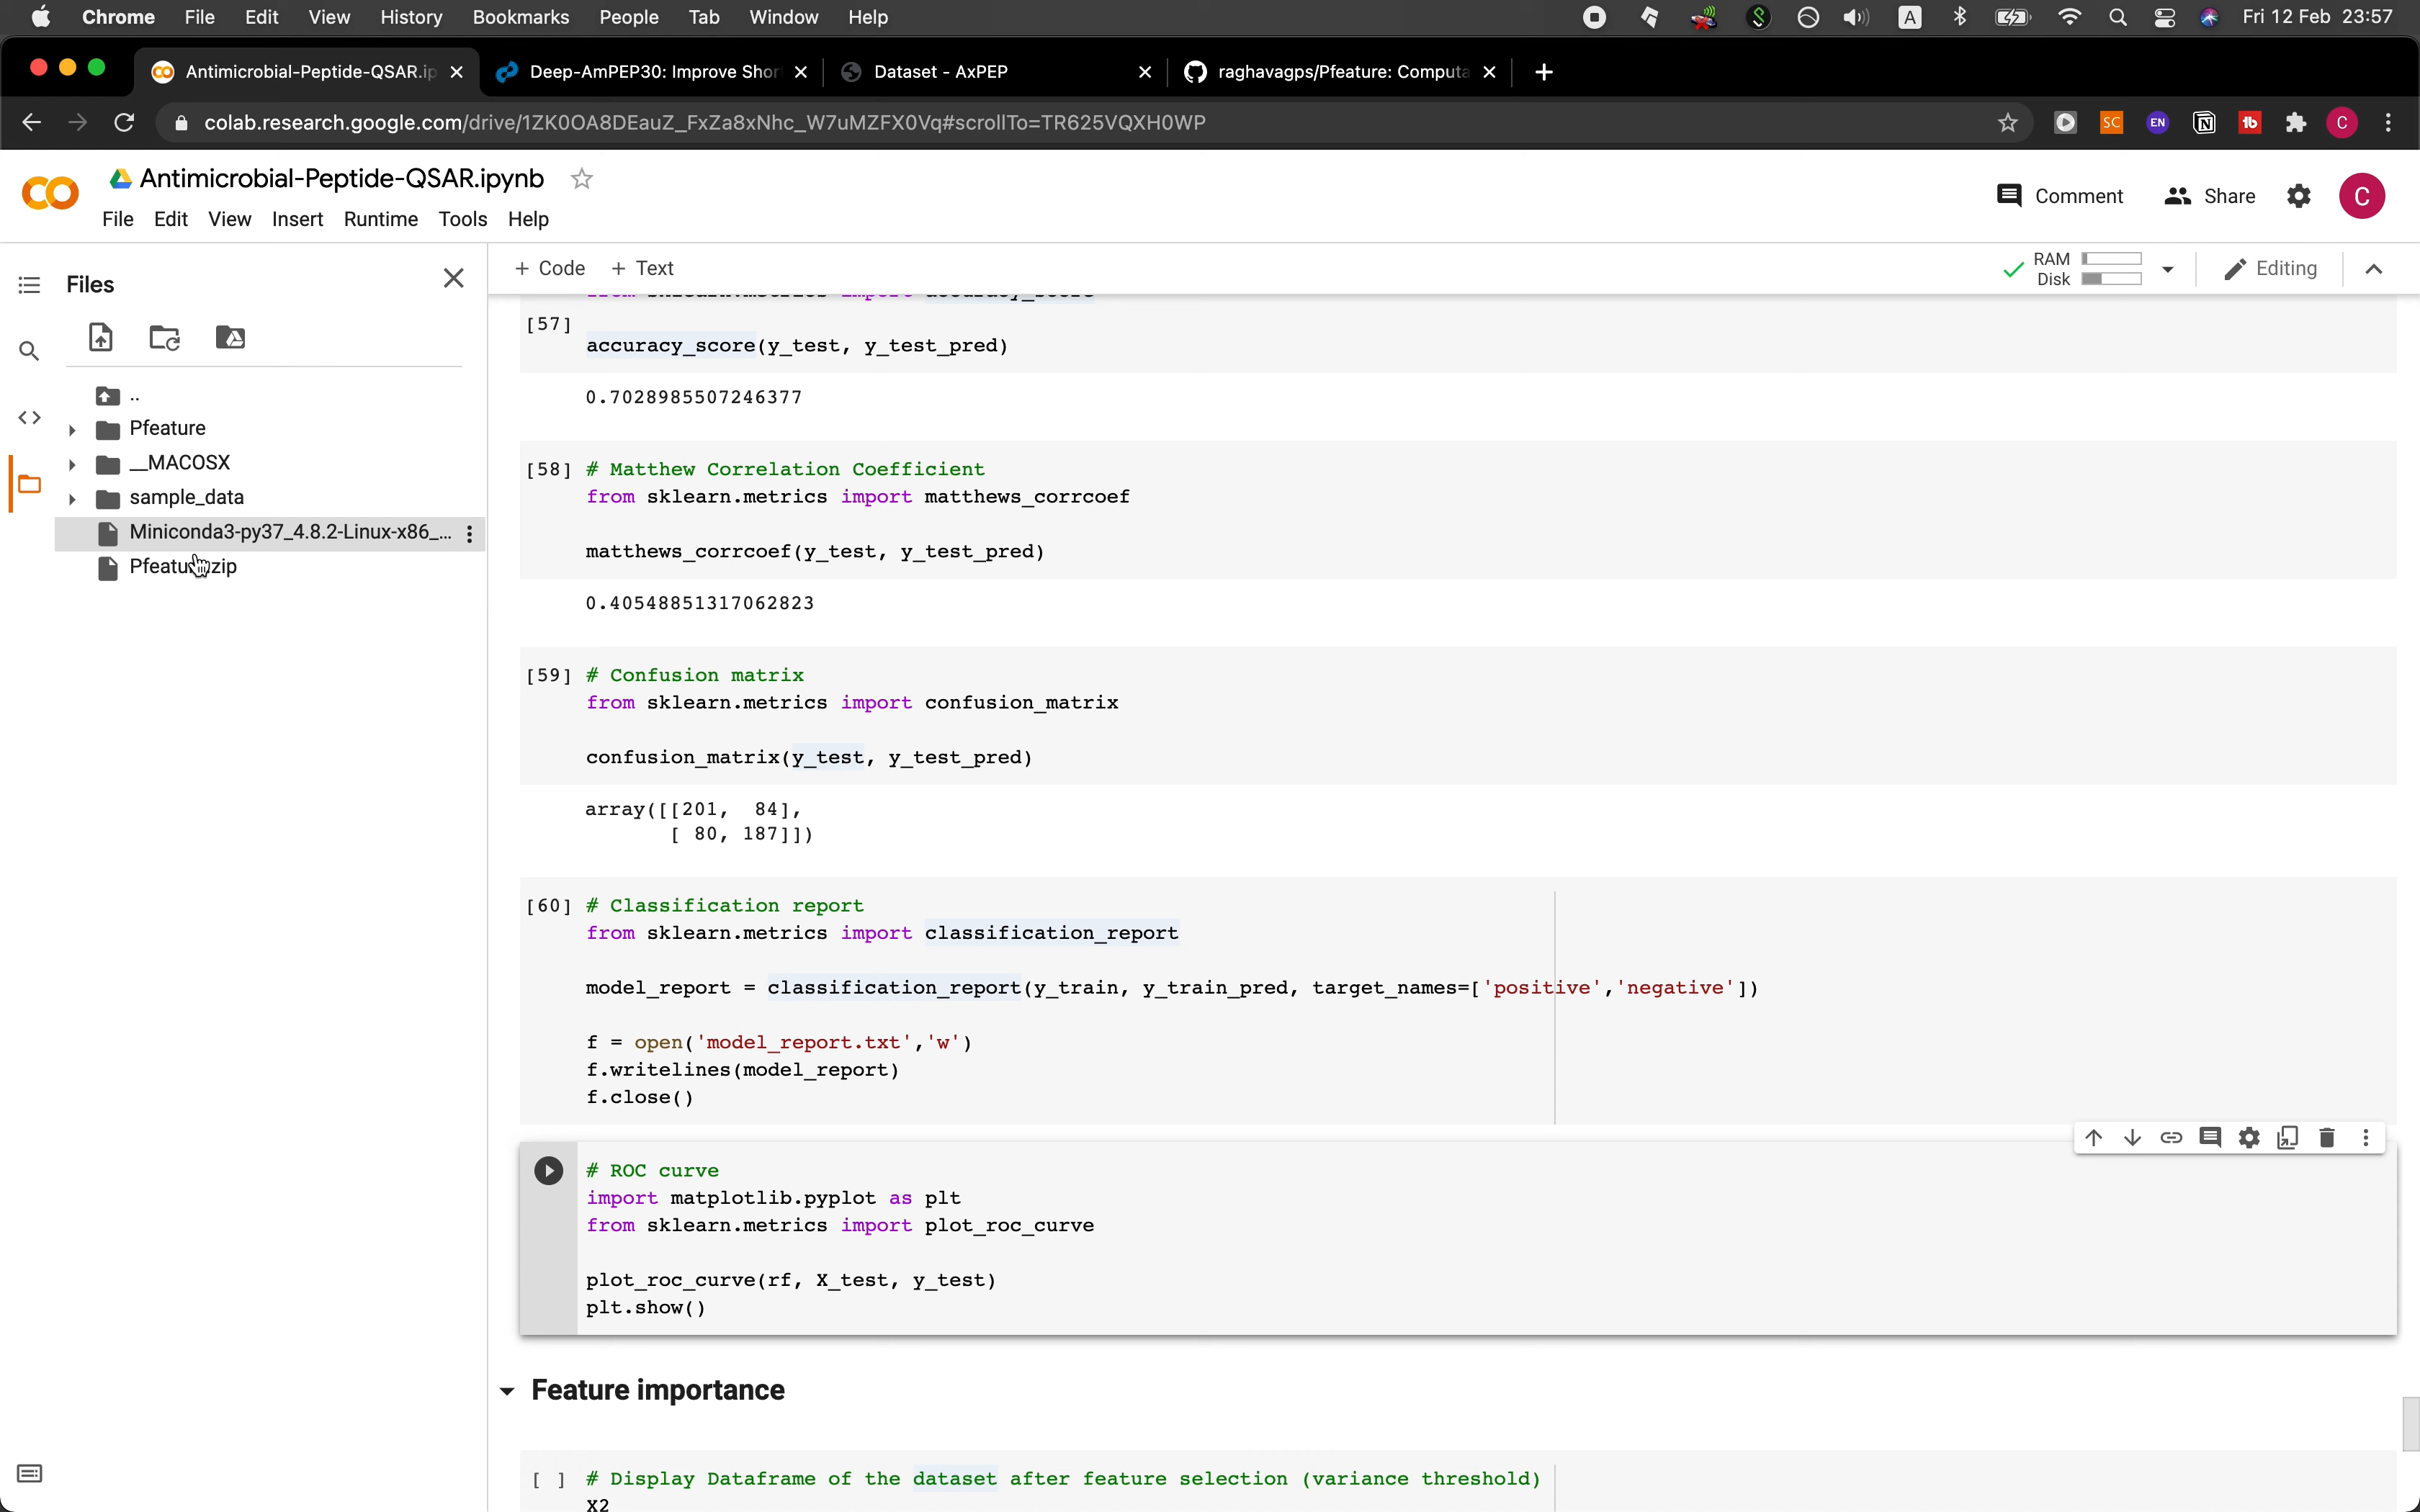 Chrome File Edit View History Bookmarks People Tab Window Help A Fri 12 Feb 23:57
Antimicrobial-Peptide-QSAR.ip Deep-AmPEP30: Improve Shor Dataset - AxPEP raghavagps/Pfeature: Computa
colab.research.google.com/drive/1ZK0OA8DEauZ_FxZa8xNhc_W7uMZFX0Vq#scrollTo=TR625VQXH0WP SC EN N tb C
Antimicrobial-Peptide-QSAR.ipynb
File Edit View Insert Runtime Tools Help
Comment Share C
Files
+ Code + Text
RAM
Disk
Editing
..
Pfeature
__MACOSX
sample_data
Miniconda3-py37_4.8.2-Linux-x86_...
[57]
accuracy_score(y_test, y_test_pred)
0.7028985507246377
[58] # Matthew Correlation Coefficient
from sklearn.metrics import matthews_corrcoef
matthews_corrcoef(y_test, y_test_pred)
0.40548851317062823
[59] # Confusion matrix
from sklearn.metrics import confusion_matrix
confusion_matrix(y_test, y_test_pred)
array([[201, 84],
[ 80, 187]])
[60] # Classification report
from sklearn.metrics import classification_report
model_report = classification_report(y_train, y_train_pred, target_names=['positive','negative'])
f = open('model_report.txt','w')
f.writelines(model_report)
f.close()
# ROC curve
import matplotlib.pyplot as plt
from sklearn.metrics import plot_roc_curve
plot_roc_curve(rf, X_test, y_test)
plt.show()
Feature importance
[ ] # Display Dataframe of the dataset after feature selection (variance threshold)
X2